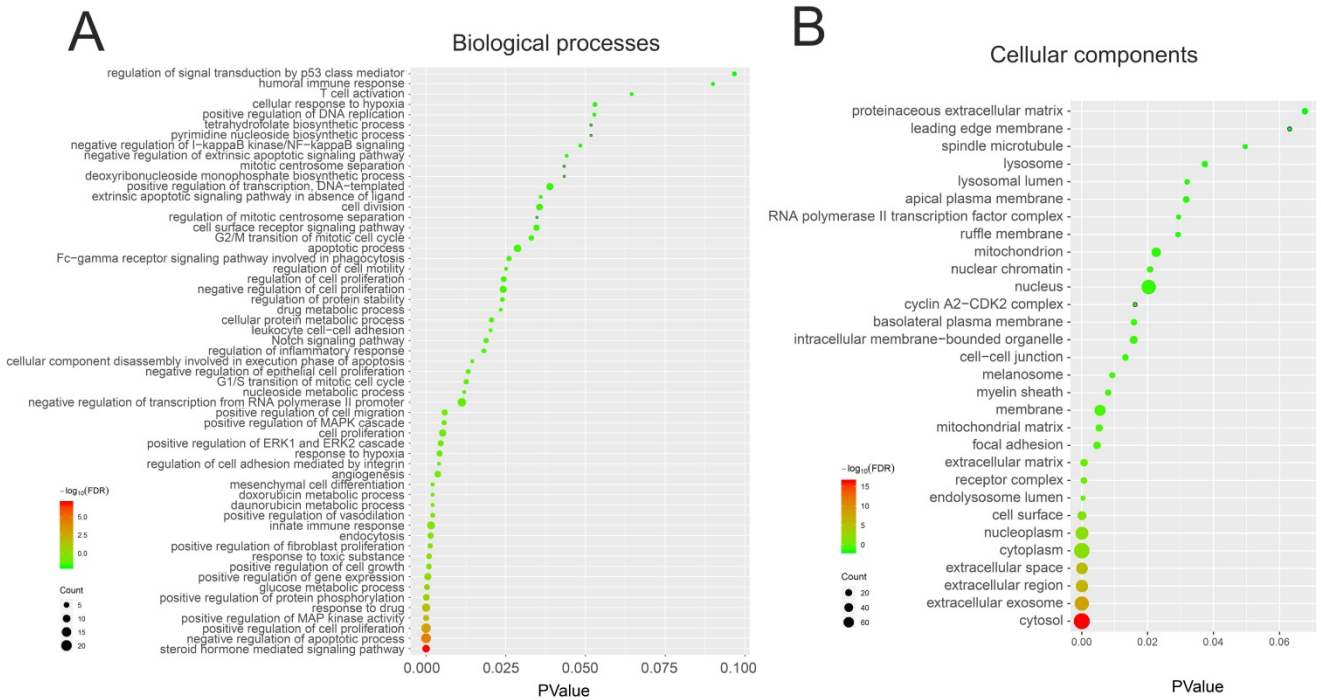 A
Biological processes
regulation of signal transduction by p53 class mediator
humoral immune response
T cell activation
cellular response to hypoxia
positive regulation of DNA replication
tetrahydrofolate biosynthetic process
pyrimidine nucleoside biosynthetic process
negative regulation of I-kappaB kinase/NF-kappaB signaling
negative regulation of extrinsic apoptotic signaling pathway
mitotic centrosome separation
deoxyribonucleoside monophosphate biosynthetic process
positive regulation of transcription, DNA-templated
extrinsic apoptotic signaling pathway in absence of ligand
cell division
regulation of mitotic centrosome separation
cell surface receptor signaling pathway
G2/M transition of mitotic cell cycle
apoptotic process
Fc-gamma receptor signaling pathway involved in phagocytosis
regulation of cell motility
regulation of cell proliferation
negative regulation of cell proliferation
regulation of protein stability
drug metabolic process
cellular protein metabolic process
leukocyte cell-cell adhesion
Notch signaling pathway
regulation of inflammatory response
cellular component disassembly involved in execution phase of apoptosis
negative regulation of epithelial cell proliferation
G1/S transition of mitotic cell cycle
nucleoside metabolic process
negative regulation of transcription from RNA polymerase II promoter
positive regulation of cell migration
positive regulation of MAPK cascade
cell proliferation
positive regulation of ERK1 and ERK2 cascade
response to hypoxia
regulation of cell adhesion mediated by integrin
angiogenesis
mesenchymal cell differentiation
doxorubicin metabolic process
daunorubicin metabolic process
positive regulation of vasodilation
innate immune response
endocytosis
positive regulation of fibroblast proliferation
response to toxic substance
positive regulation of cell growth
positive regulation of gene expression
glucose metabolic process
positive regulation of protein phosphorylation
response to drug
positive regulation of MAP kinase activity
positive regulation of cell proliferation
negative regulation of apoptotic process
steroid hormone mediated signaling pathway
−log10(FDR)
5.0
2.5
0.0
Count
5
10
15
20
0.000 0.025 0.050 0.075 0.100
PValue
B
Cellular components
proteinaceous extracellular matrix
leading edge membrane
spindle microtubule
lysosome
lysosomal lumen
apical plasma membrane
RNA polymerase II transcription factor complex
ruffle membrane
mitochondrion
nuclear chromatin
nucleus
cyclin A2−CDK2 complex
basolateral plasma membrane
intracellular membrane−bounded organelle
cell−cell junction
melanosome
myelin sheath
membrane
mitochondrial matrix
focal adhesion
extracellular matrix
receptor complex
endolysosome lumen
cell surface
nucleoplasm
cytoplasm
extracellular space
extracellular region
extracellular exosome
cytosol
−log10(FDR)
15
10
5
0
Count
20
40
60
0.00 0.02 0.04 0.06
PValue